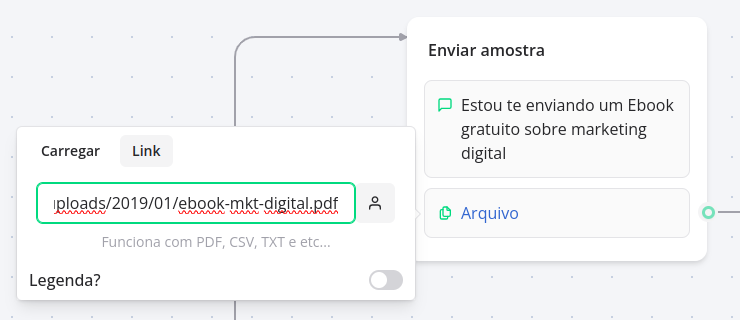 Enviar amostra
Estou te enviando um Ebook
gratuito sobre marketing
digital
Arquivo
Carregar Link
ploads/2019/01/ebook-mkt-digital.pdf
Funciona com PDF, CSV, TXT e etc...
Legenda?